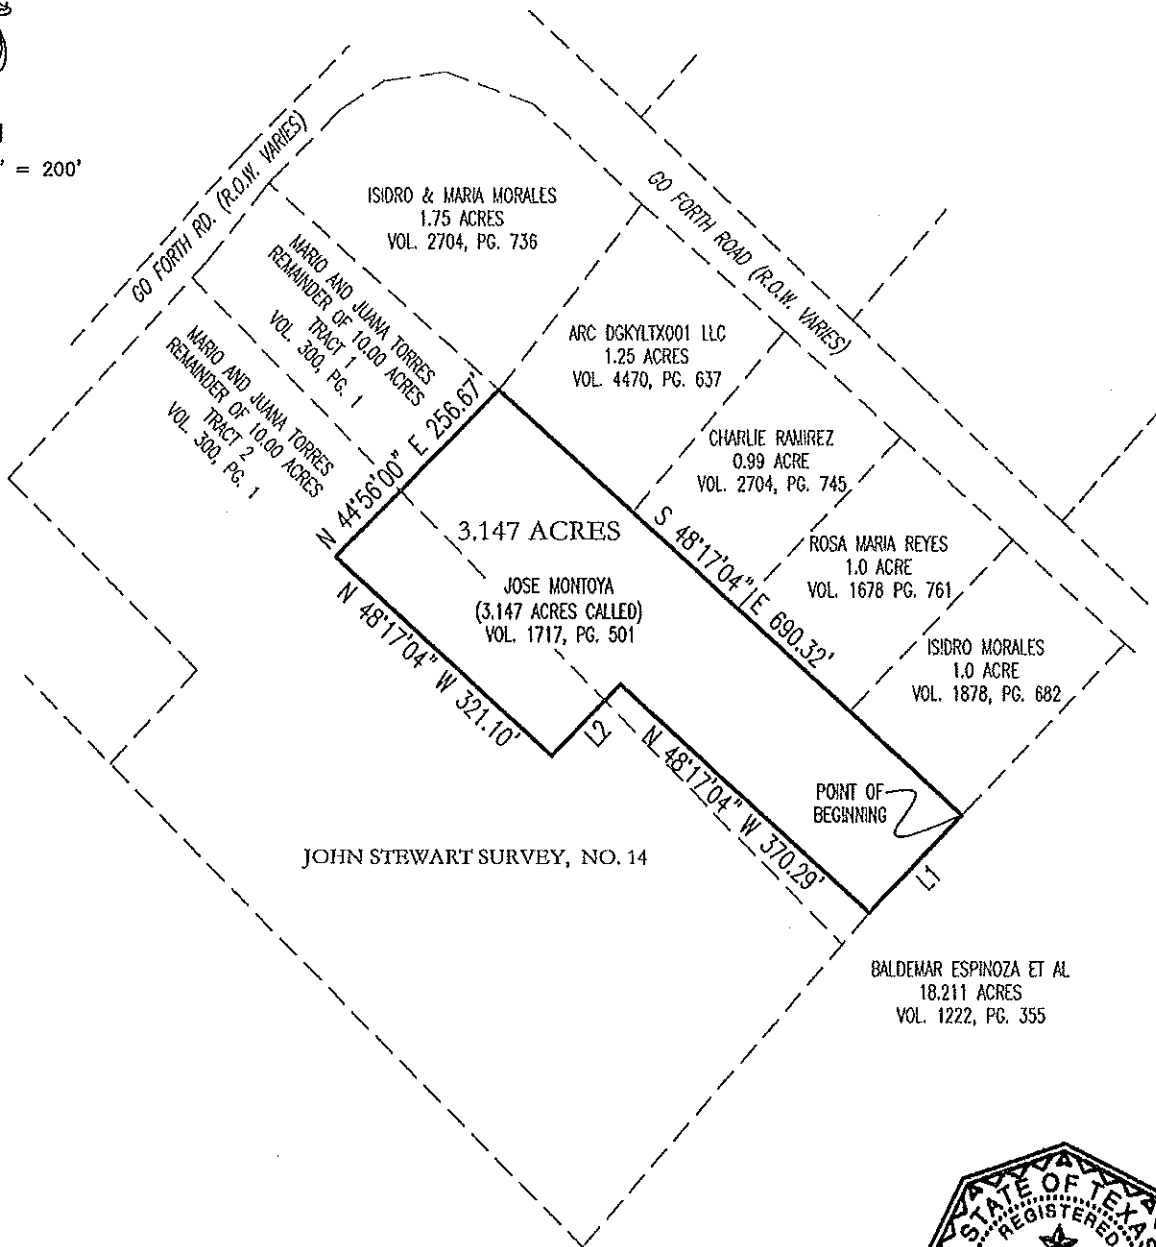 ' = 200'
GO FORTH RD. (R.O.W. VARIES)
ISIDRO & MARIA MORALES
1.75 ACRES
VOL. 2704, PG. 736
GO FORTH ROAD (R.O.W. VARIES)
MARIO AND JUANA TORRES
REMAINDER OF 10.00 ACRES
TRACT 1
VOL. 300, PG. 1
MARIO AND JUANA TORRES
REMAINDER OF 10.00 ACRES
TRACT 2
VOL. 300, PG. 1
ARC DGKYLTX001 LLC
1.25 ACRES
VOL. 4470, PG. 637
CHARLIE RAMIREZ
0.99 ACRE
VOL. 2704, PG. 745
ROSA MARIA REYES
1.0 ACRE
VOL. 1678 PG. 761
ISIDRO MORALES
1.0 ACRE
VOL. 1878, PG. 682
N 44°56'00" E 256.67'
3.147 ACRES
S 48°17'04" E 690.32'
JOSE MONTOYA
(3.147 ACRES CALLED)
VOL. 1717, PG. 501
N 48°17'04" W 321.10'
L2
N 48°17'04" W 370.29'
POINT OF
BEGINNING
L1
JOHN STEWART SURVEY, NO. 14
BALDEMAR ESPINOZA ET AL
18.211 ACRES
VOL. 1222, PG. 355
STATE OF TEXAS
REGISTERED